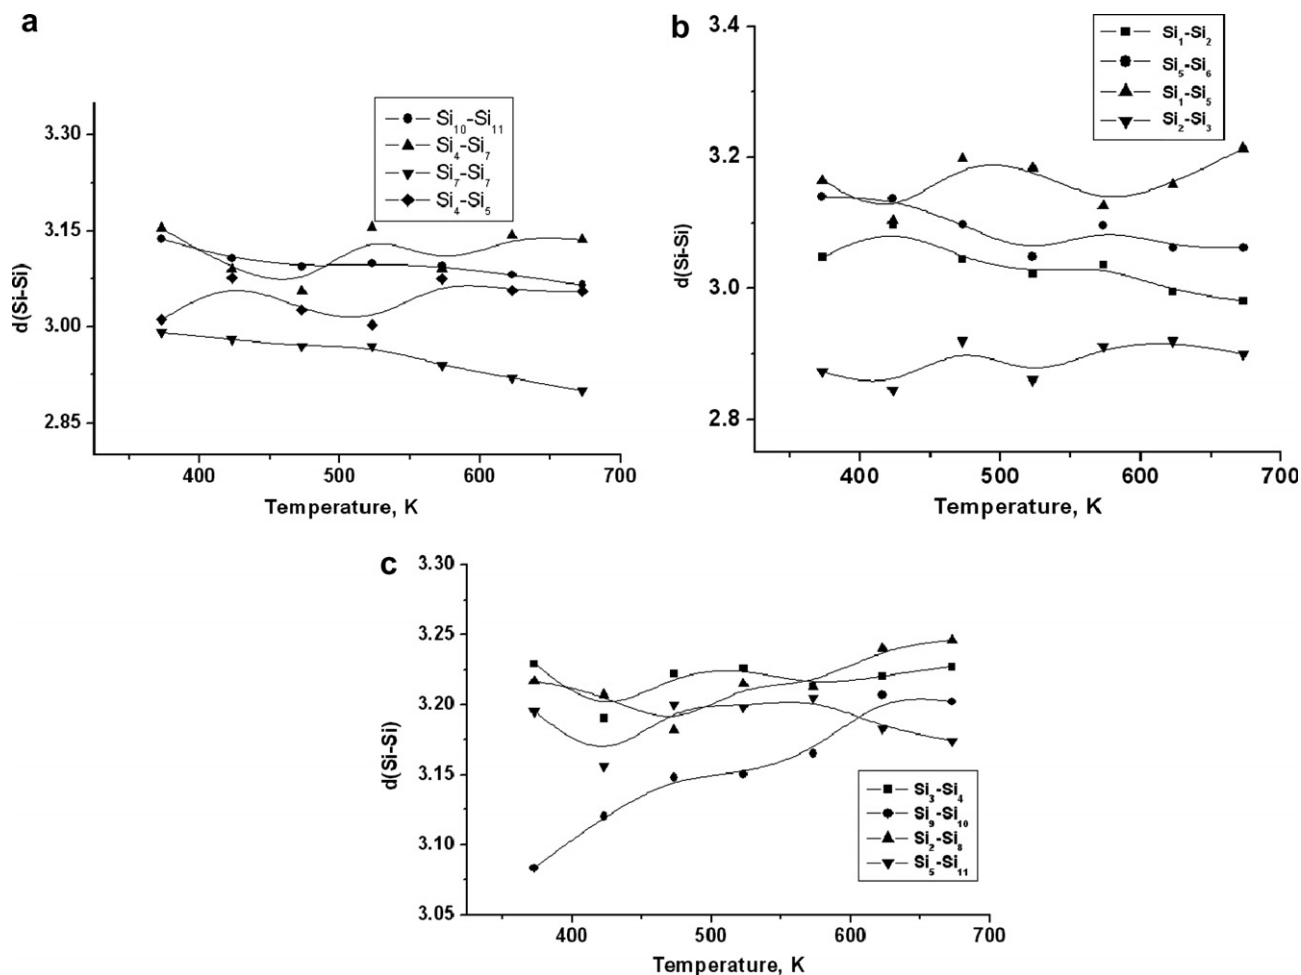 a
Si10–Si11
Si4–Si7
Si7–Si7
Si4–Si5
3.30
3.15
3.00
2.85
d(Si–Si)
400 500 600 700
Temperature, K
b
Si1–Si2
Si5–Si6
Si1–Si5
Si2–Si3
3.4
3.2
3.0
2.8
d(Si–Si)
400 500 600 700
Temperature, K
c
3.30
3.25
3.20
3.15
3.10
3.05
d(Si–Si)
Si3–Si4
Si9–Si10
Si2–Si8
Si5–Si11
400 500 600 700
Temperature, K